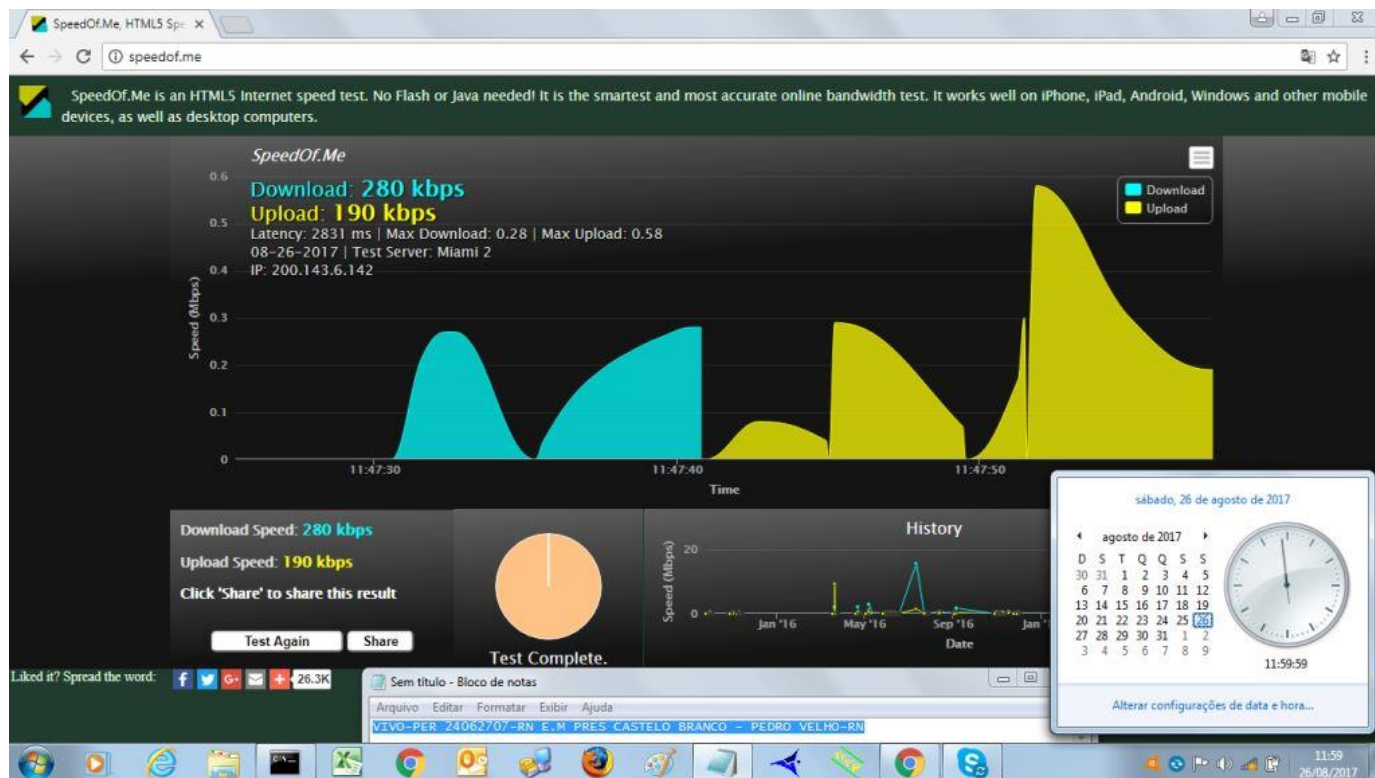 SpeedOf.Me, HTML5 Spe
speedof.me
SpeedOf.Me is an HTML5 Internet speed test. No Flash or Java needed! It is the smartest and most accurate online bandwidth test. It works well on iPhone, iPad, Android, Windows and other mobile
devices, as well as desktop computers.
SpeedOf.Me
Download: 280 kbps
Upload: 190 kbps
Latency: 2831 ms | Max Download: 0.28 | Max Upload: 0.58
08-26-2017 | Test Server: Miami 2
IP: 200.143.6.142
Download
Upload
0.6
0.5
0.4
0.3
0.2
0.1
0
Speed (Mbps)
11:47:30 11:47:40 11:47:50
Time
Download Speed: 280 kbps
Upload Speed: 190 kbps
Click 'Share' to share this result
Test Again Share
Test Complete.
History
Speed (Mbps)
20
0
Jan '16 May '16 Sep '16 Jan '
Date
sábado, 26 de agosto de 2017
agosto de 2017
D S T Q Q S S
30 31 1 2 3 4 5
6 7 8 9 10 11 12
13 14 15 16 17 18 19
20 21 22 23 24 25 26
27 28 29 30 31 1 2
3 4 5 6 7 8 9
11:59:59
Alterar configurações de data e hora...
Liked it? Spread the word: f G+ 26.3K
Sem título - Bloco de notas
Arquivo Editar Formatar Exibir Ajuda
VIVO-PER 24062707-RN E.M PRES CASTELO BRANCO - PEDRO VELHO-RN
11:59
26/08/2017